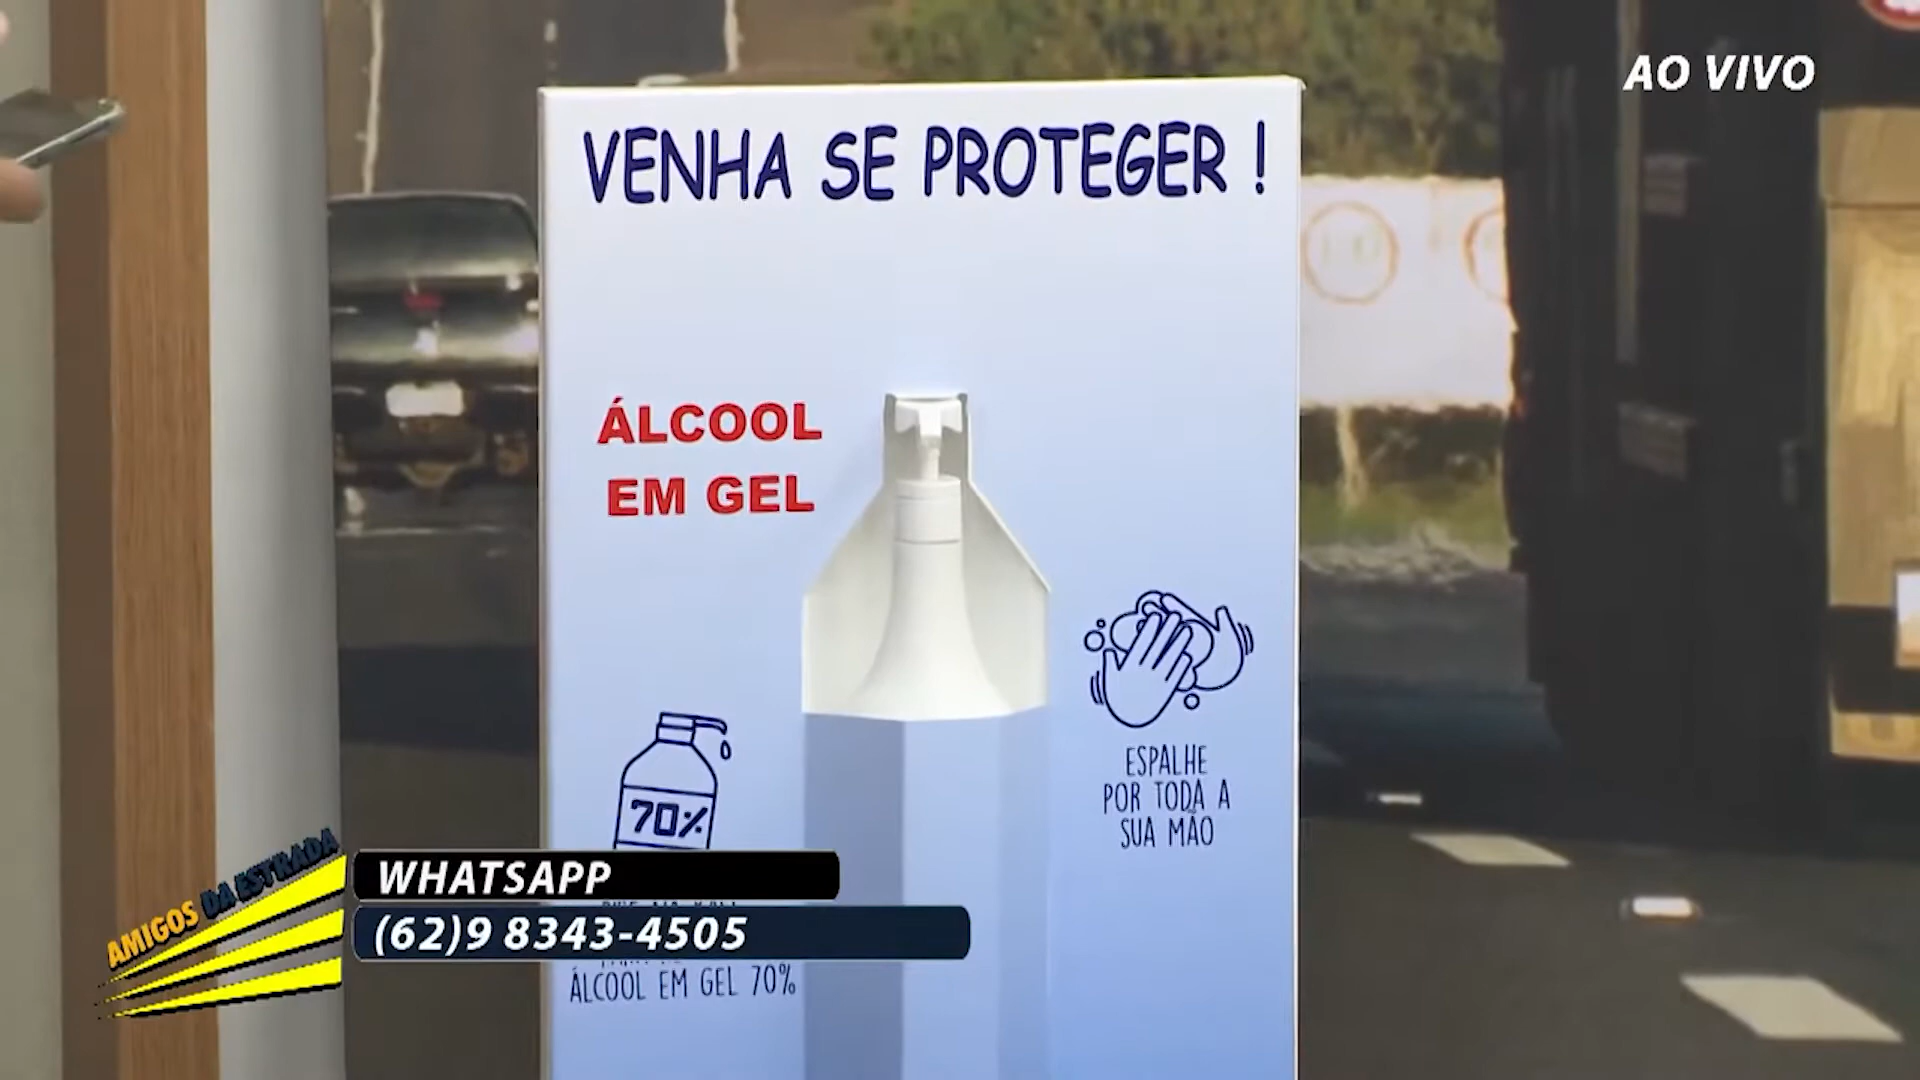 AO VIVO
VENHA SE PROTEGER !
ÁLCOOL
EM GEL
70%
ESPALHE
POR TODA A
SUA MÃO
AMIGOS DA ESTRADA
WHATSAPP
(62)9 8343-4505
ÁLCOOL EM GEL 70%